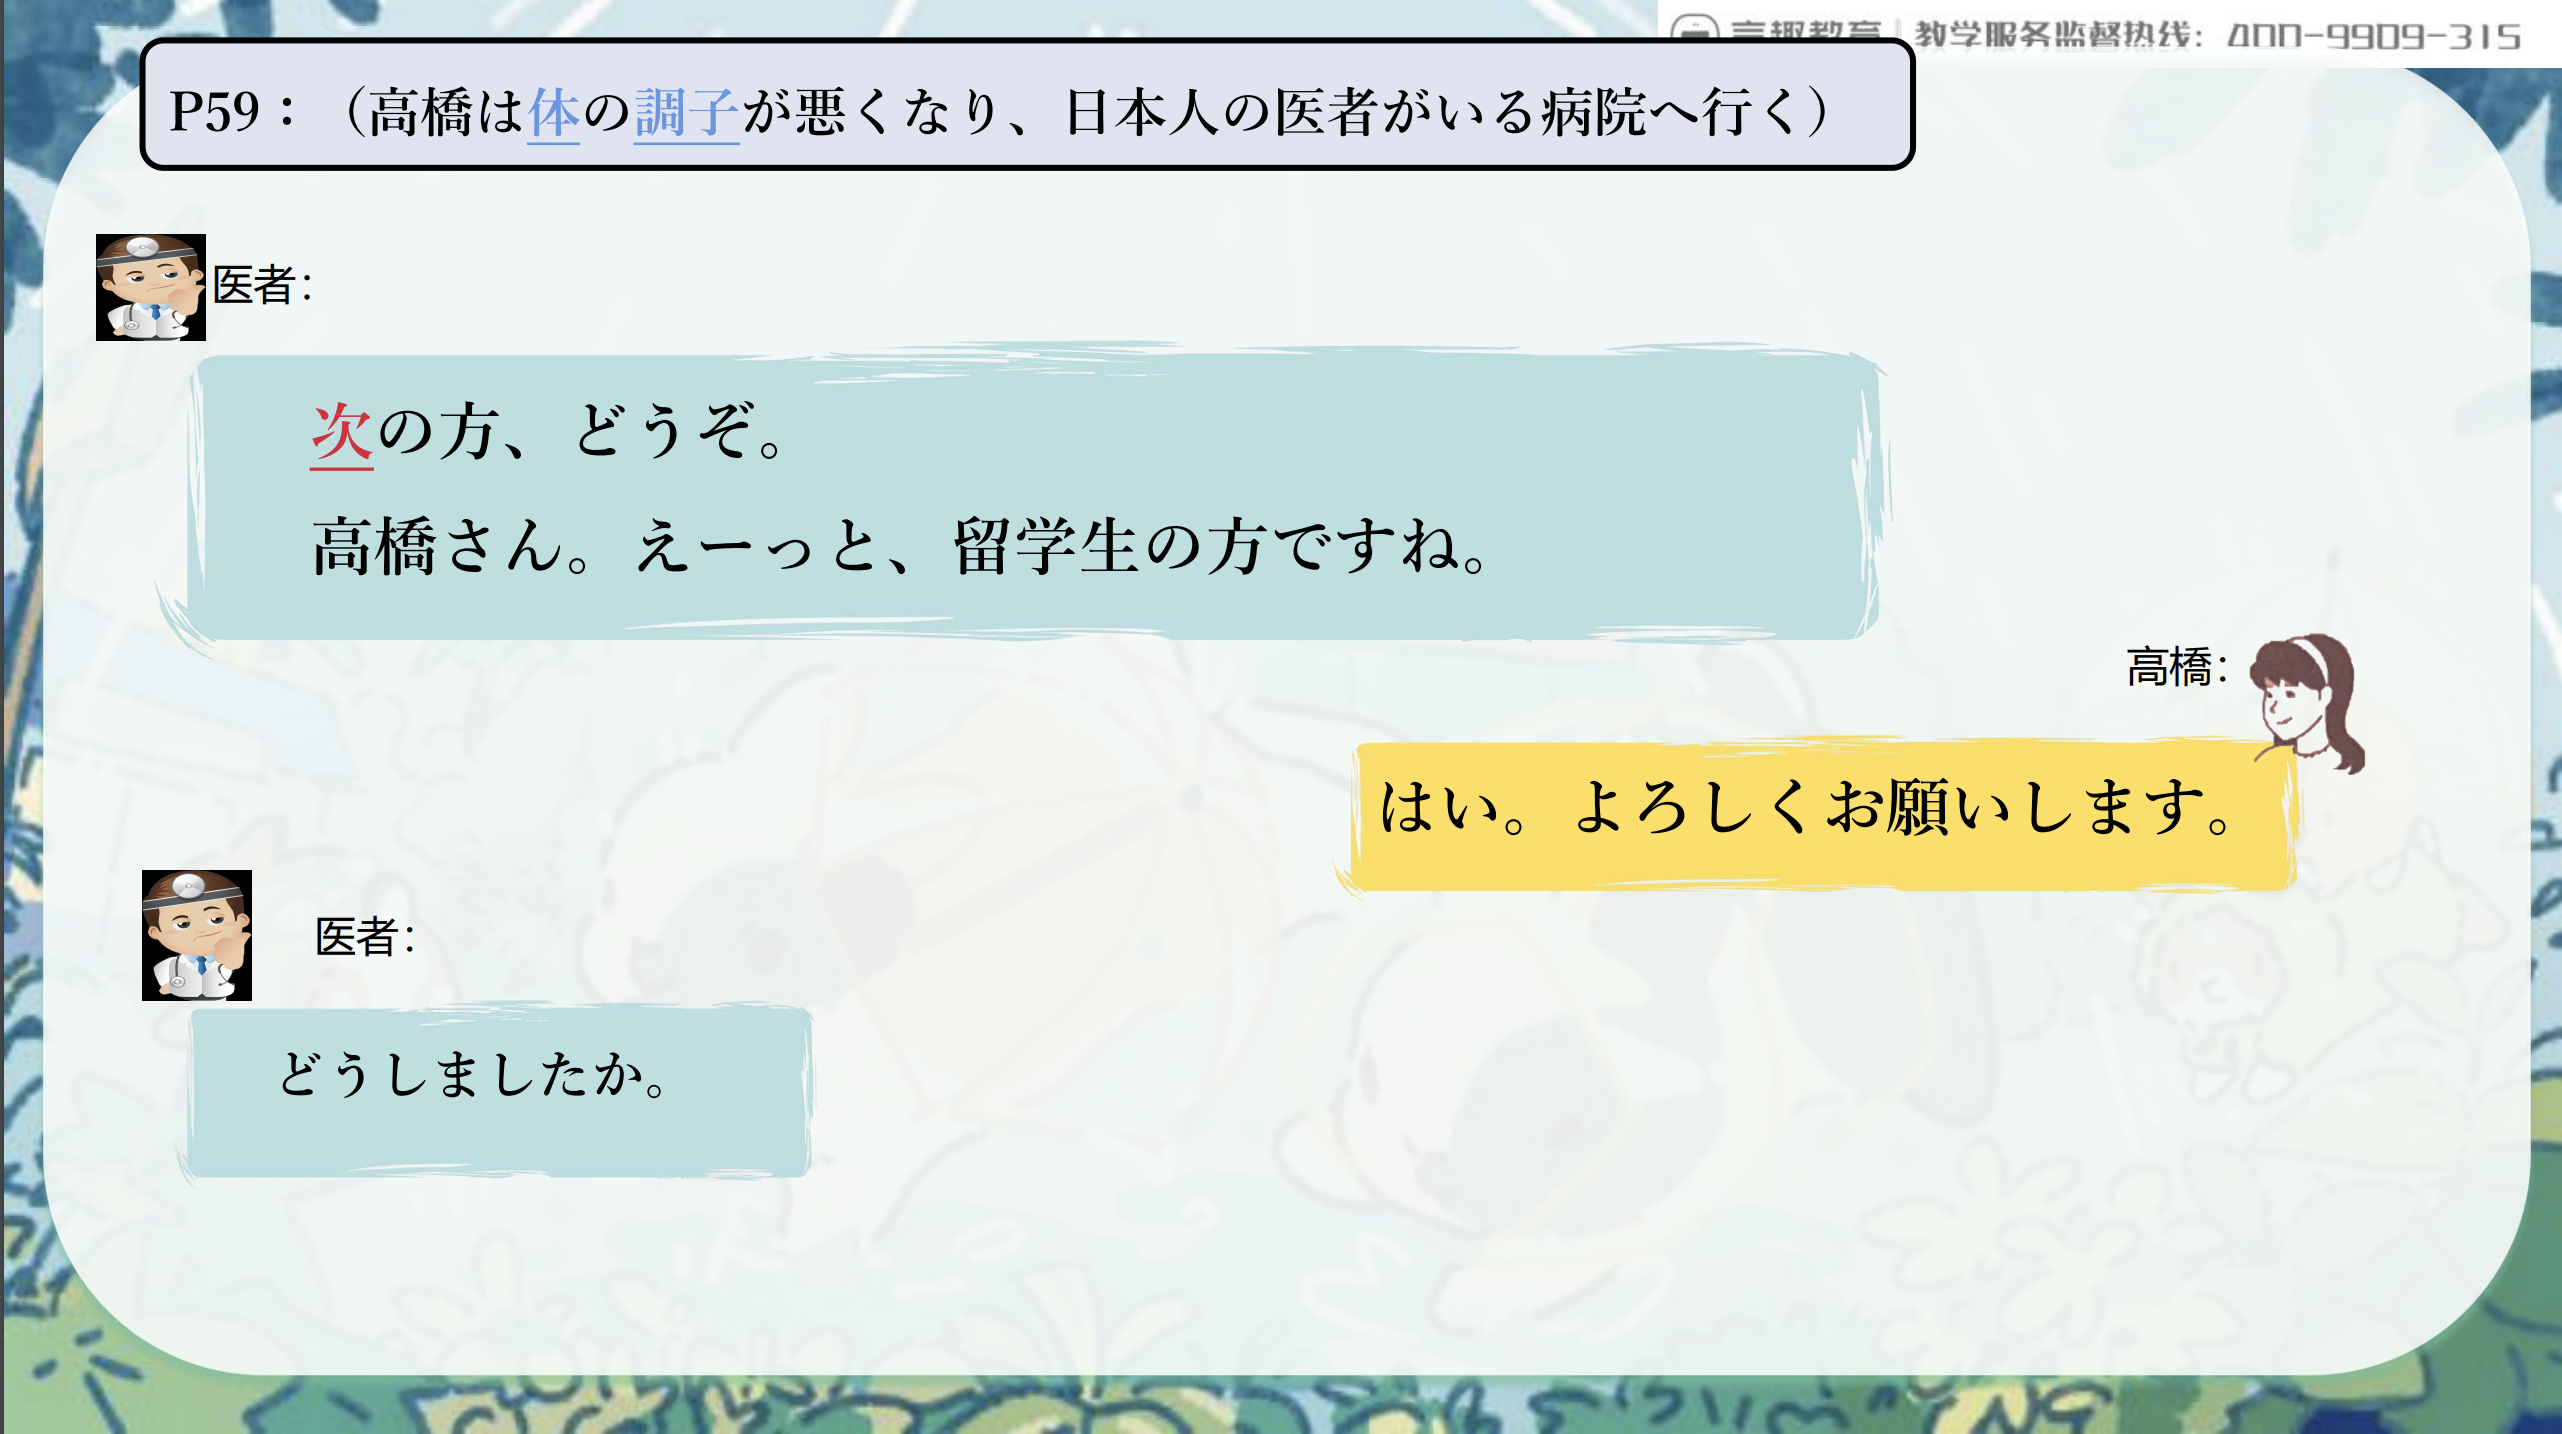 教学服务监督热线：400-9909-315
P59：（高橋は体の調子が悪くなり、日本人の医者がいる病院へ行く）
医者：
次の方、どうぞ。
高橋さん。えーっと、留学生の方ですね。
高橋：
はい。よろしくお願いします。
医者：
どうしましたか。